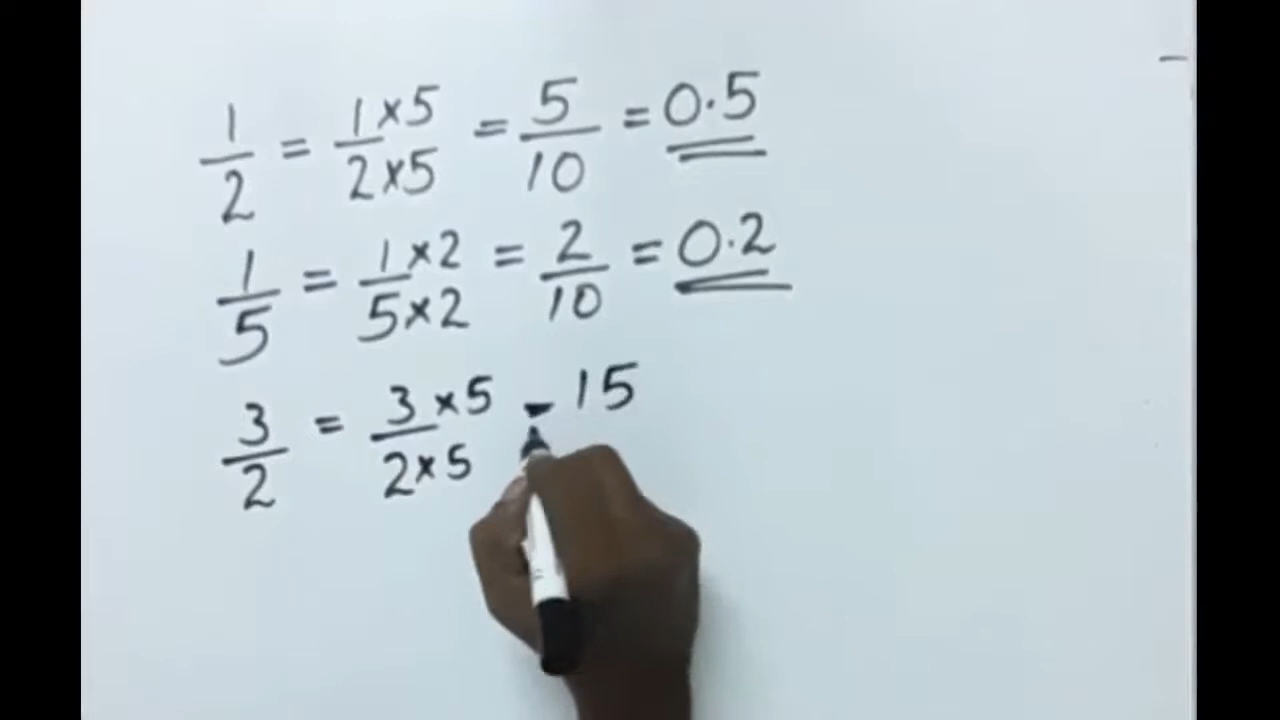 1/2 = 1×5/2×5 = 5/10 = 0.5
1/5 = 1×2/5×2 = 2/10 = 0.2
3/2 = 3×5/2×5 - 15